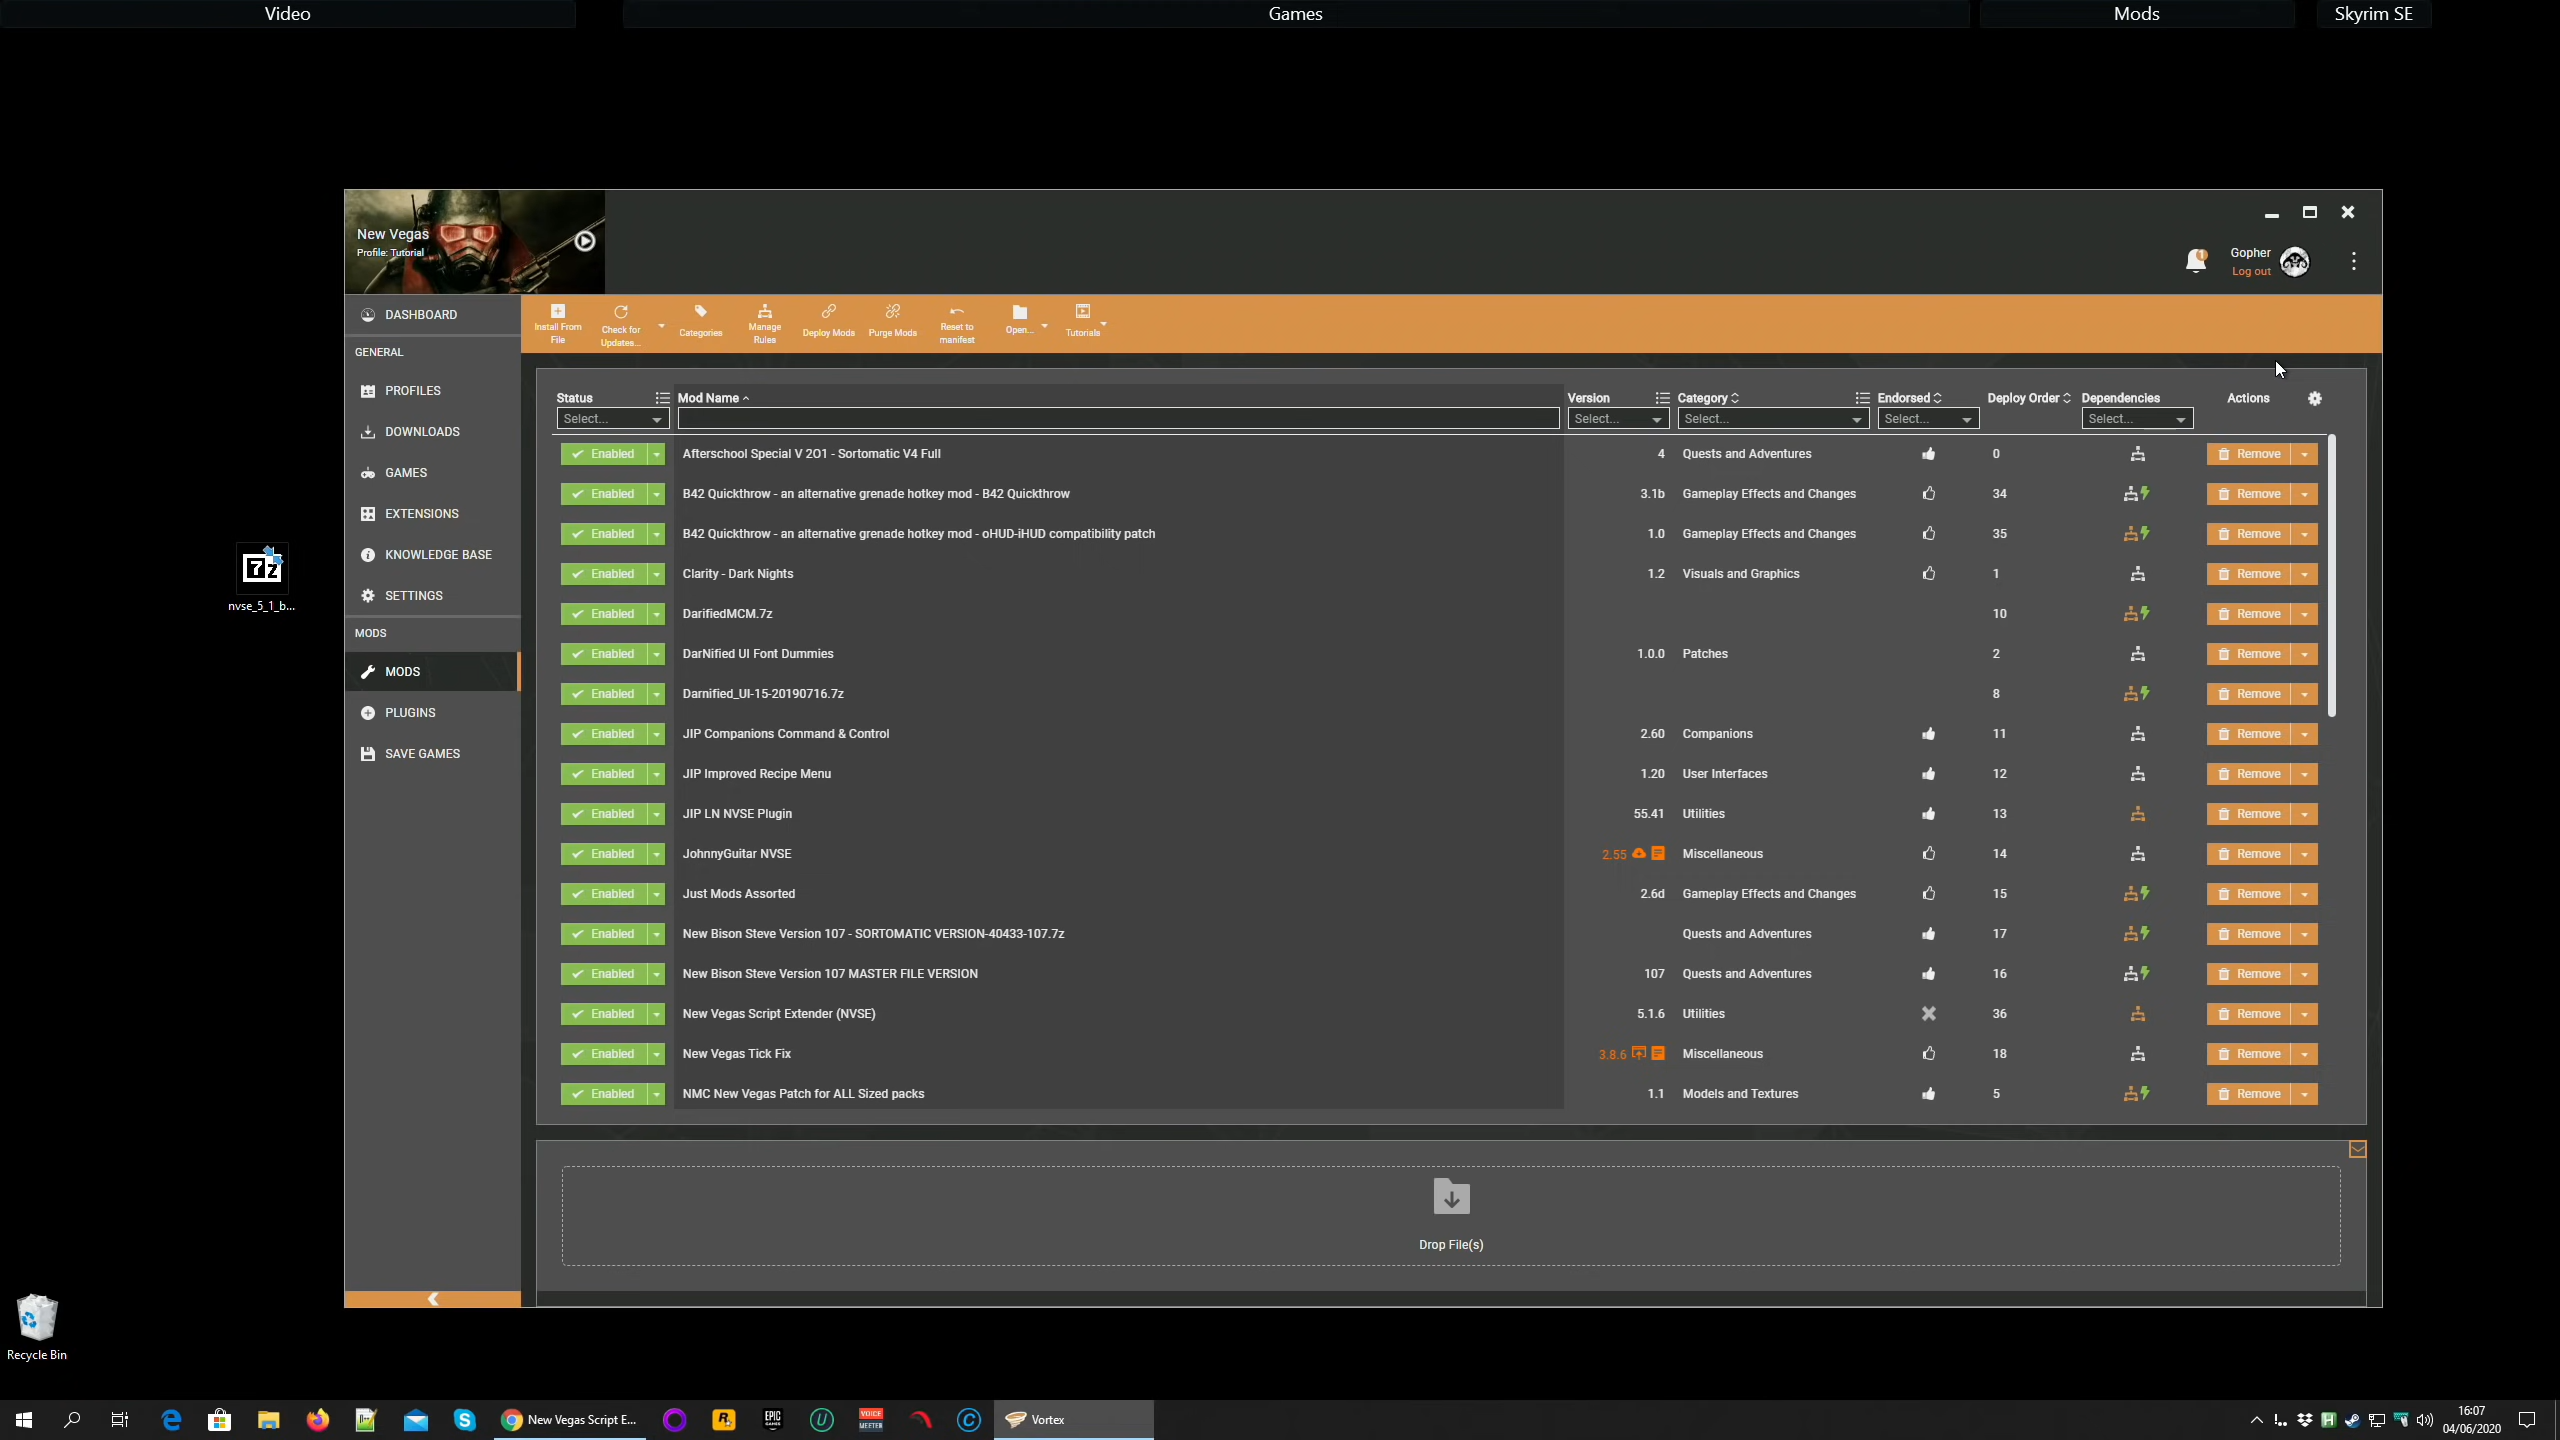 Video
Games
Mods
Skyrim SE
New Vegas
Profile: Tutorial
Gopher
Log out
DASHBOARD
GENERAL
PROFILES
DOWNLOADS
GAMES
EXTENSIONS
KNOWLEDGE BASE
SETTINGS
MODS
MODS
PLUGINS
SAVE GAMES
Install From File
Check for Updates...
Categories
Manage Rules
Deploy Mods
Purge Mods
Reset to manifest
Open...
Tutorials
Status Mod Name Version Category Endorsed Deploy Order Dependencies Actions
Select... Select... Select... Select... Select...
Enabled Afterschool Special V 2O1 - Sortomatic V4 Full 4 Quests and Adventures 0 Remove
Enabled B42 Quickthrow - an alternative grenade hotkey mod - B42 Quickthrow 3.1b Gameplay Effects and Changes 34 Remove
Enabled B42 Quickthrow - an alternative grenade hotkey mod - oHUD-iHUD compatibility patch 1.0 Gameplay Effects and Changes 35 Remove
Enabled Clarity - Dark Nights 1.2 Visuals and Graphics 1 Remove
Enabled DarifiedMCM.7z 10 Remove
Enabled DarNified UI Font Dummies 1.0.0 Patches 2 Remove
Enabled Darnified_UI-15-20190716.7z 8 Remove
Enabled JIP Companions Command & Control 2.60 Companions 11 Remove
Enabled JIP Improved Recipe Menu 1.20 User Interfaces 12 Remove
Enabled JIP LN NVSE Plugin 55.41 Utilities 13 Remove
Enabled JohnnyGuitar NVSE 2.55 Miscellaneous 14 Remove
Enabled Just Mods Assorted 2.6d Gameplay Effects and Changes 15 Remove
Enabled New Bison Steve Version 107 - SORTOMATIC VERSION-40433-107.7z Quests and Adventures 17 Remove
Enabled New Bison Steve Version 107 MASTER FILE VERSION 107 Quests and Adventures 16 Remove
Enabled New Vegas Script Extender (NVSE) 5.1.6 Utilities 36 Remove
Enabled New Vegas Tick Fix 3.8.6 Miscellaneous 18 Remove
Enabled NMC New Vegas Patch for ALL Sized packs 1.1 Models and Textures 5 Remove
Drop File(s)
7z
nvse_5_1_b...
Recycle Bin
New Vegas Script E...
EPIC GAMES
VOICE MEETER
Vortex
16:07
04/06/2020